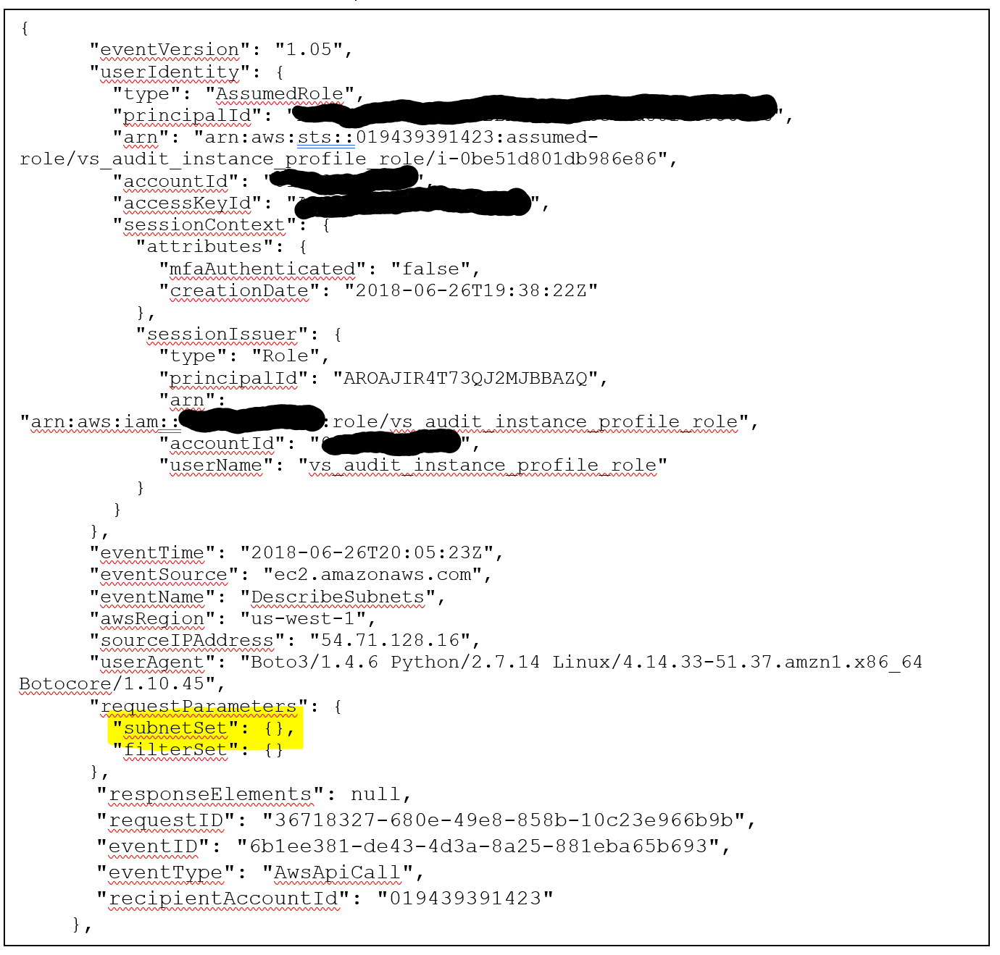 {
"eventVersion": "1.05",
"userIdentity": {
"type": "AssumedRole",
"principalId": "",
"arn": "arn:aws:sts::019439391423:assumed-
role/vs_audit_instance_profile_role/i-0be51d801db986e86",
"accountId": "",
"accessKeyId": "",
"sessionContext": {
"attributes": {
"mfaAuthenticated": "false",
"creationDate": "2018-06-26T19:38:22Z"
},
"sessionIssuer": {
"type": "Role",
"principalId": "AROAJIR4T73QJ2MJBBAZQ",
"arn":
"arn:aws:iam:::role/vs_audit_instance_profile_role",
"accountId": "",
"userName": "vs_audit_instance_profile_role"
}
}
},
"eventTime": "2018-06-26T20:05:23Z",
"eventSource": "ec2.amazonaws.com",
"eventName": "DescribeSubnets",
"awsRegion": "us-west-1",
"sourceIPAddress": "54.71.128.16",
"userAgent": "Boto3/1.4.6 Python/2.7.14 Linux/4.14.33-51.37.amzn1.x86_64
Botocore/1.10.45",
"requestParameters": {
"subnetSet": {},
"filterSet": {}
},
"responseElements": null,
"requestID": "36718327-680e-49e8-858b-10c23e966b9b",
"eventID": "6b1ee381-de43-4d3a-8a25-881eba65b693",
"eventType": "AwsApiCall",
"recipientAccountId": "019439391423"
},